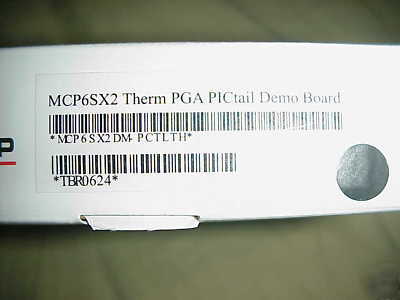 MCP6SX2 Therm PGA PICtail Demo Board
*MCP6SX2DM-PCTLTH*
*TBR0624*
P